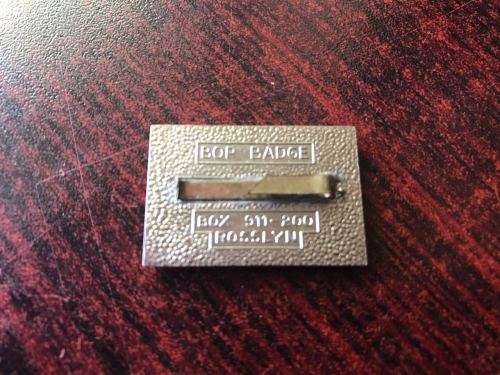 BOP BADGE
BOX 911-200
ROSSLYN